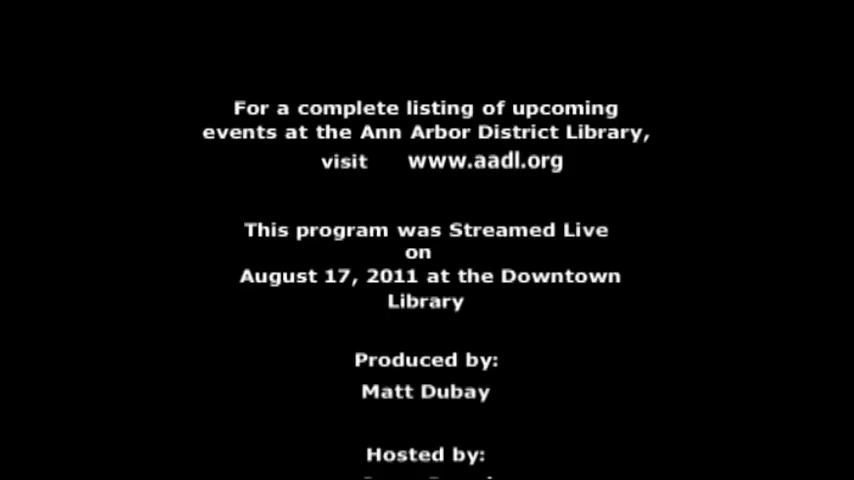 For a complete listing of upcoming
events at the Ann Arbor District Library,
visit www.aadl.org
This program was Streamed Live
on
August 17, 2011 at the Downtown
Library
Produced by:
Matt Dubay
Hosted by: